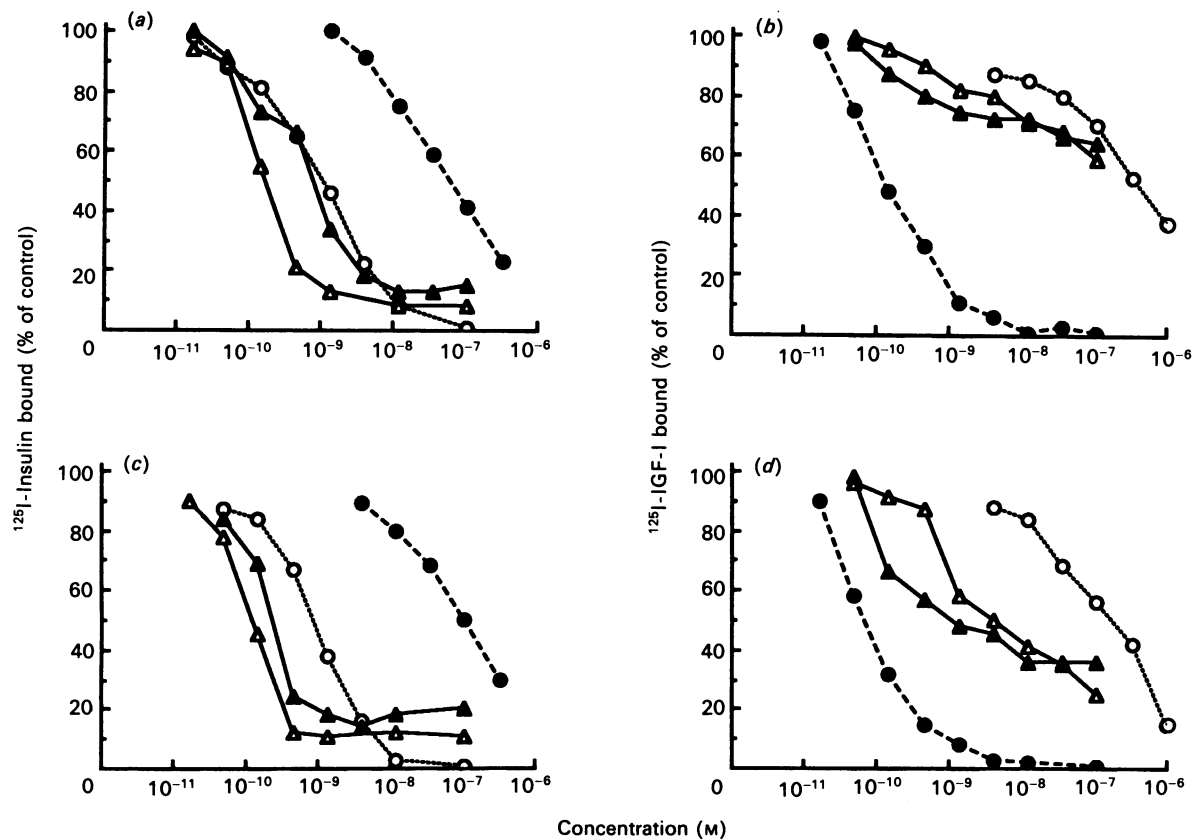 (a)
100
80
60
40
20
0
10⁻¹¹ 10⁻¹⁰ 10⁻⁹ 10⁻⁸ 10⁻⁷ 10⁻⁶
(b)
100
80
60
40
20
0
10⁻¹¹ 10⁻¹⁰ 10⁻⁹ 10⁻⁸ 10⁻⁷ 10⁻⁶
¹²⁵I-Insulin bound (% of control)
¹²⁵I-IGF-I bound (% of control)
(c)
100
80
60
40
20
0
10⁻¹¹ 10⁻¹⁰ 10⁻⁹ 10⁻⁸ 10⁻⁷ 10⁻⁶
(d)
100
80
60
40
20
0
10⁻¹¹ 10⁻¹⁰ 10⁻⁹ 10⁻⁸ 10⁻⁷ 10⁻⁶
Concentration (M)